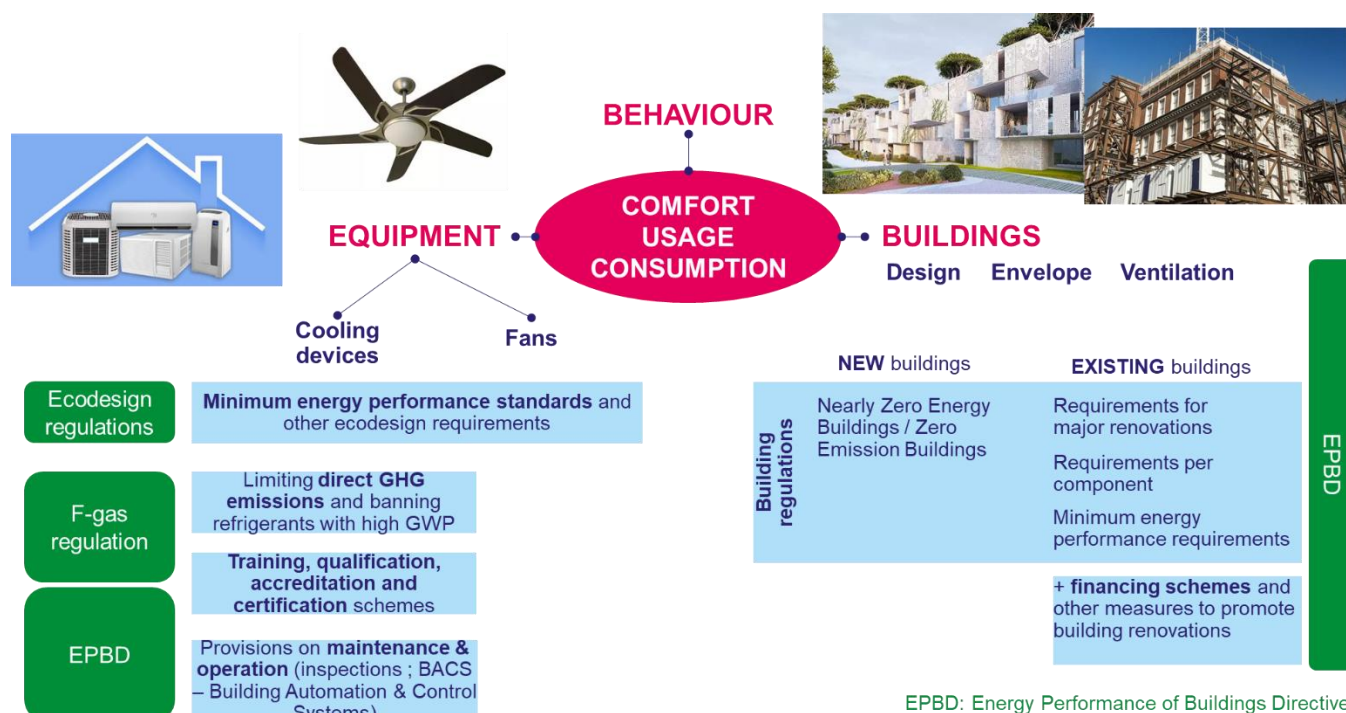 BEHAVIOUR
COMFORT
USAGE
CONSUMPTION
EQUIPMENT
BUILDINGS
Design Envelope Ventilation
Cooling
devices
Fans
NEW buildings
EXISTING buildings
Ecodesign
regulations
Minimum energy performance standards and
other ecodesign requirements
F-gas
regulation
Limiting direct GHG
emissions and banning
refrigerants with high GWP
Training, qualification,
accreditation and
certification schemes
EPBD
Provisions on maintenance &
operation (inspections ; BACS
– Building Automation & Control
Systems)
Building
regulations
Nearly Zero Energy
Buildings / Zero
Emission Buildings
Requirements for
major renovations
Requirements per
component
Minimum energy
performance requirements
+ financing schemes and
other measures to promote
building renovations
EPBD
EPBD: Energy Performance of Buildings Directive